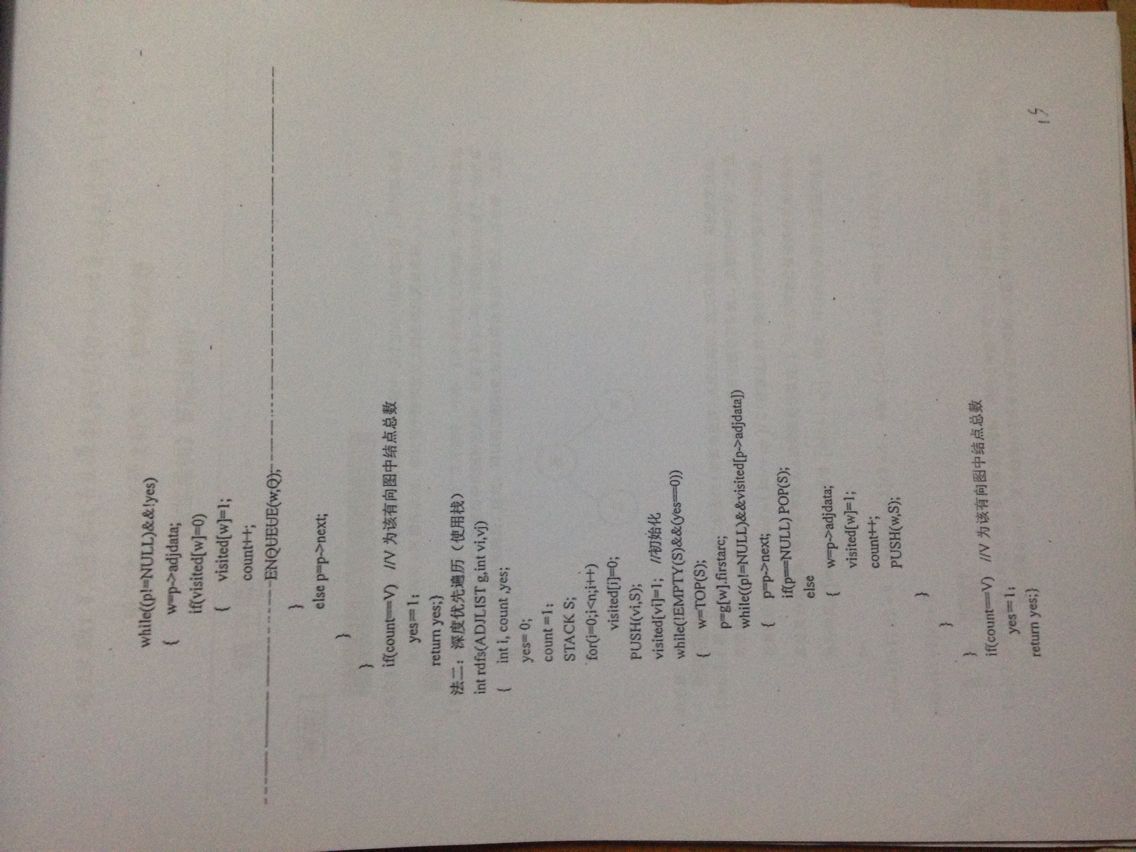 while((p!=NULL)&&!yes)
{ w=p->adjdata;
if(visited[w]=0)
{ visited[w]=1;
count++;
ENQUEUE(w,Q);
}
else p=p->next;
}
}
if(count==V) //V 为该有向图中结点总数
yes=1;
return yes;}
法二：深度优先遍历（使用栈）
int rdfs(ADJLIST g,int vi,vj)
{ int i, count ,yes;
yes= 0;
count =1;
STACK S;
for(i=0;i<n;i++)
visited[i]=0;
PUSH(vi,S);
visited[vi]=1; //初始化
while(!EMPTY(S)&&(yes==0))
{ w=TOP(S);
p=g[w].firstarc;
while((p!=NULL)&&visited[p->adjdata])
{ p=p->next;
if(p==NULL) POP(S);
else
{ w=p->adjdata;
visited[w]=1;
count++;
PUSH(w,S);
}
}
}
if(count==V) //V 为该有向图中结点总数
yes=1;
return yes;}